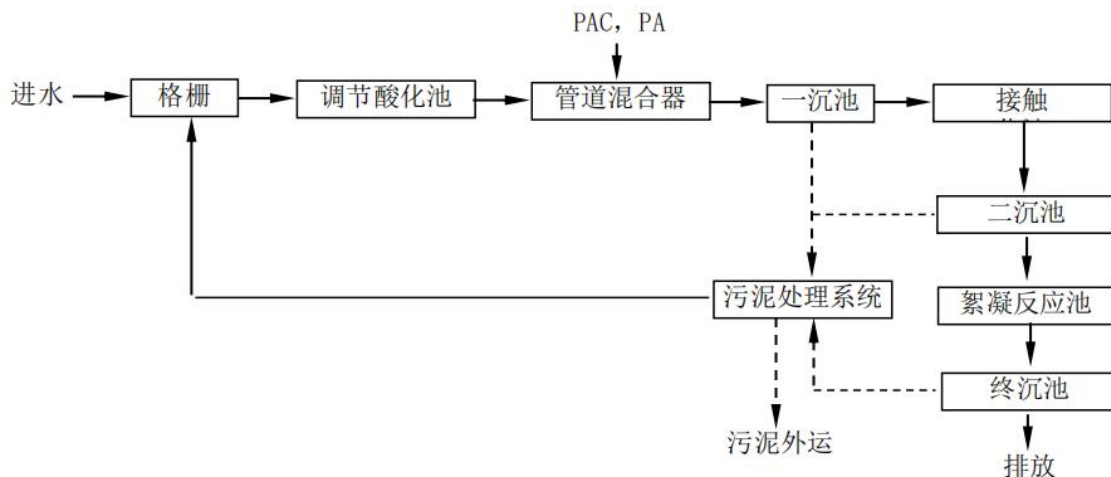 PAC，PA
进水
格栅
调节酸化池
管道混合器
一沉池
接触
二沉池
污泥处理系统
絮凝反应池
终沉池
污泥外运
排放